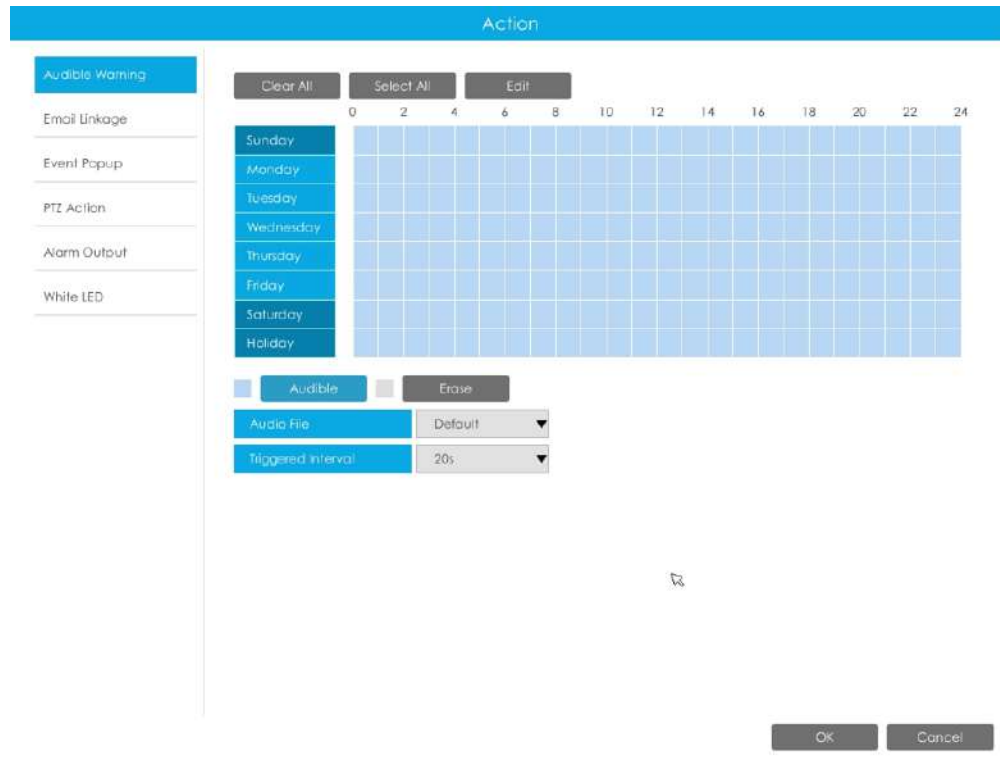 Action
Audible Warning
Email Linkage
Event Popup
PTZ Action
Alarm Output
White LED
Clear All Select All Edit
0 2 4 6 8 10 12 14 16 18 20 22 24
Sunday
Monday
Tuesday
Wednesday
Thursday
Friday
Saturday
Holiday
Audible Erase
Audio File Default
Triggered Interval 20s
OK Cancel